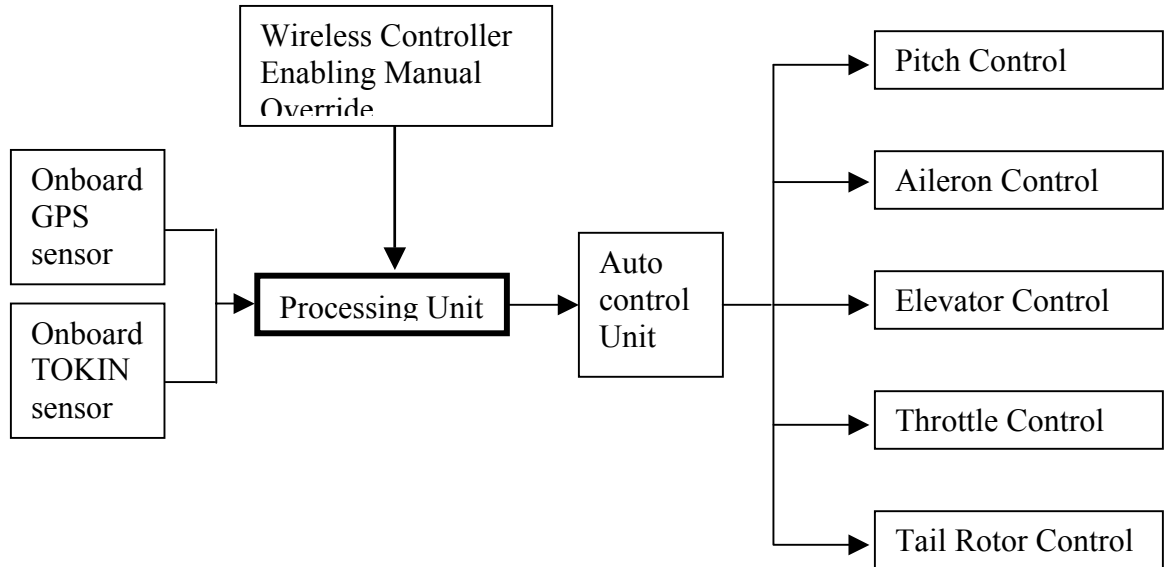 Wireless Controller
Enabling Manual
Override
Onboard
GPS
sensor
Onboard
TOKIN
sensor
Processing Unit
Auto
control
Unit
Pitch Control
Aileron Control
Elevator Control
Throttle Control
Tail Rotor Control